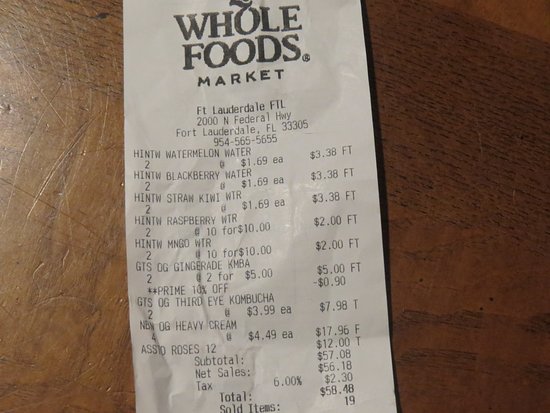 WHOLE
FOODS®
MARKET
Ft Lauderdale FTL
2000 N Federal Hwy
Fort Lauderdale, FL 33305
954-565-5655
HINTW WATERMELON WATER
2 @ $1.69 ea $3.38 FT
HINTW BLACKBERRY WATER
2 @ $1.69 ea $3.38 FT
HINTW STRAW KIWI WTR
2 @ $1.69 ea $3.38 FT
HINTW RASPBERRY WTR
2 @ 10 for$10.00 $2.00 FT
HINTW MNGO WTR
2 @ 10 for$10.00 $2.00 FT
GTS OG GINGERADE KMBA
2 @ 2 for $5.00 $5.00 FT
**PRIME 10% OFF -$0.90
GTS OG THIRD EYE KOMBUCHA
2 @ $3.99 ea $7.98 T
OG HEAVY CREAM
4 @ $4.49 ea $17.96 F
ASSTD ROSES 12 $12.00 T
Subtotal: $57.08
Net Sales: $56.18
Tax 6.00% $2.30
Total: $58.48
Sold Items: 19